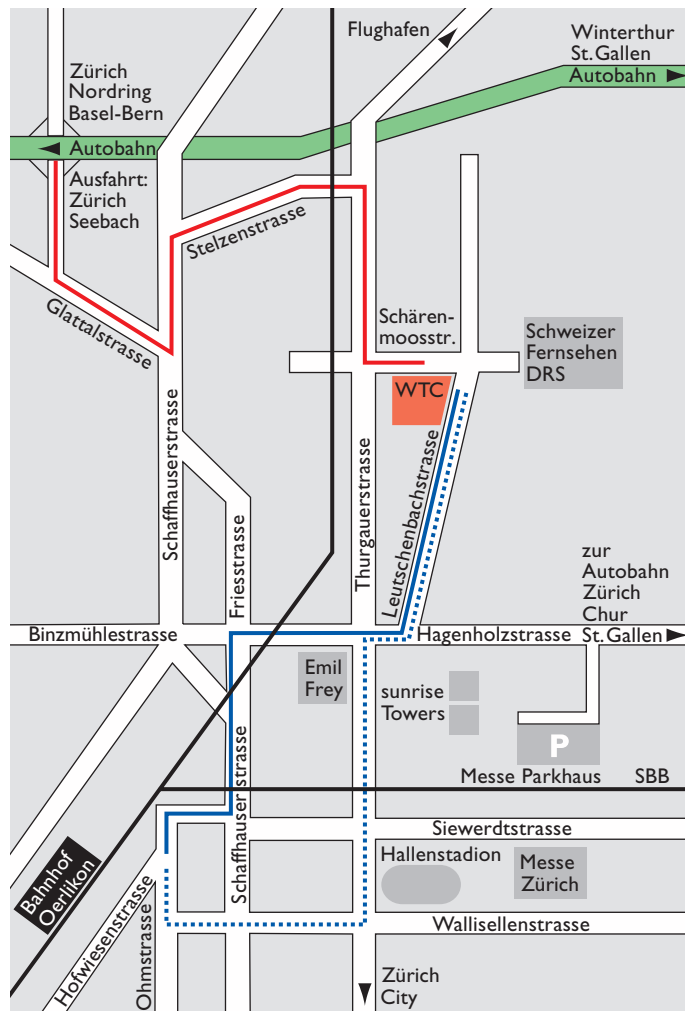 Flughafen
Winterthur
St. Gallen
Autobahn
Zürich
Nordring
Basel-Bern
Autobahn
Ausfahrt:
Zürich
Seebach
Stelzenstrasse
Glattalstrasse
Schären-
moosstr.
Schweizer
Fernsehen
DRS
WTC
Schaffhauserstrasse
Friesstrasse
Thurgauerstrasse
Leutschenbachstrasse
zur
Autobahn
Zürich
Chur
St. Gallen
Binzmühlestrasse
Hagenholzstrasse
Emil
Frey
sunrise
Towers
P
Messe Parkhaus
SBB
Schaffhauserstrasse
Siewerdtstrasse
Bahnhof
Oerlikon
Hallenstadion
Messe
Zürich
Hofwiesenstrasse
Ohmstrasse
Wallisellenstrasse
Zürich
City